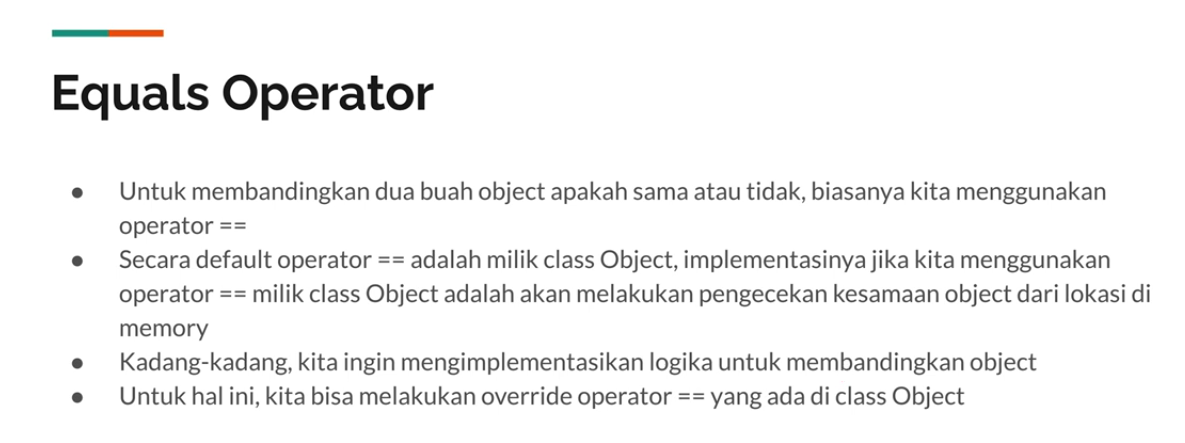 Equals Operator
● Untuk membandingkan dua buah object apakah sama atau tidak, biasanya kita menggunakan
operator ==
● Secara default operator == adalah milik class Object, implementasinya jika kita menggunakan
operator == milik class Object adalah akan melakukan pengecekan kesamaan object dari lokasi di
memory
● Kadang-kadang, kita ingin mengimplementasikan logika untuk membandingkan object
● Untuk hal ini, kita bisa melakukan override operator == yang ada di class Object